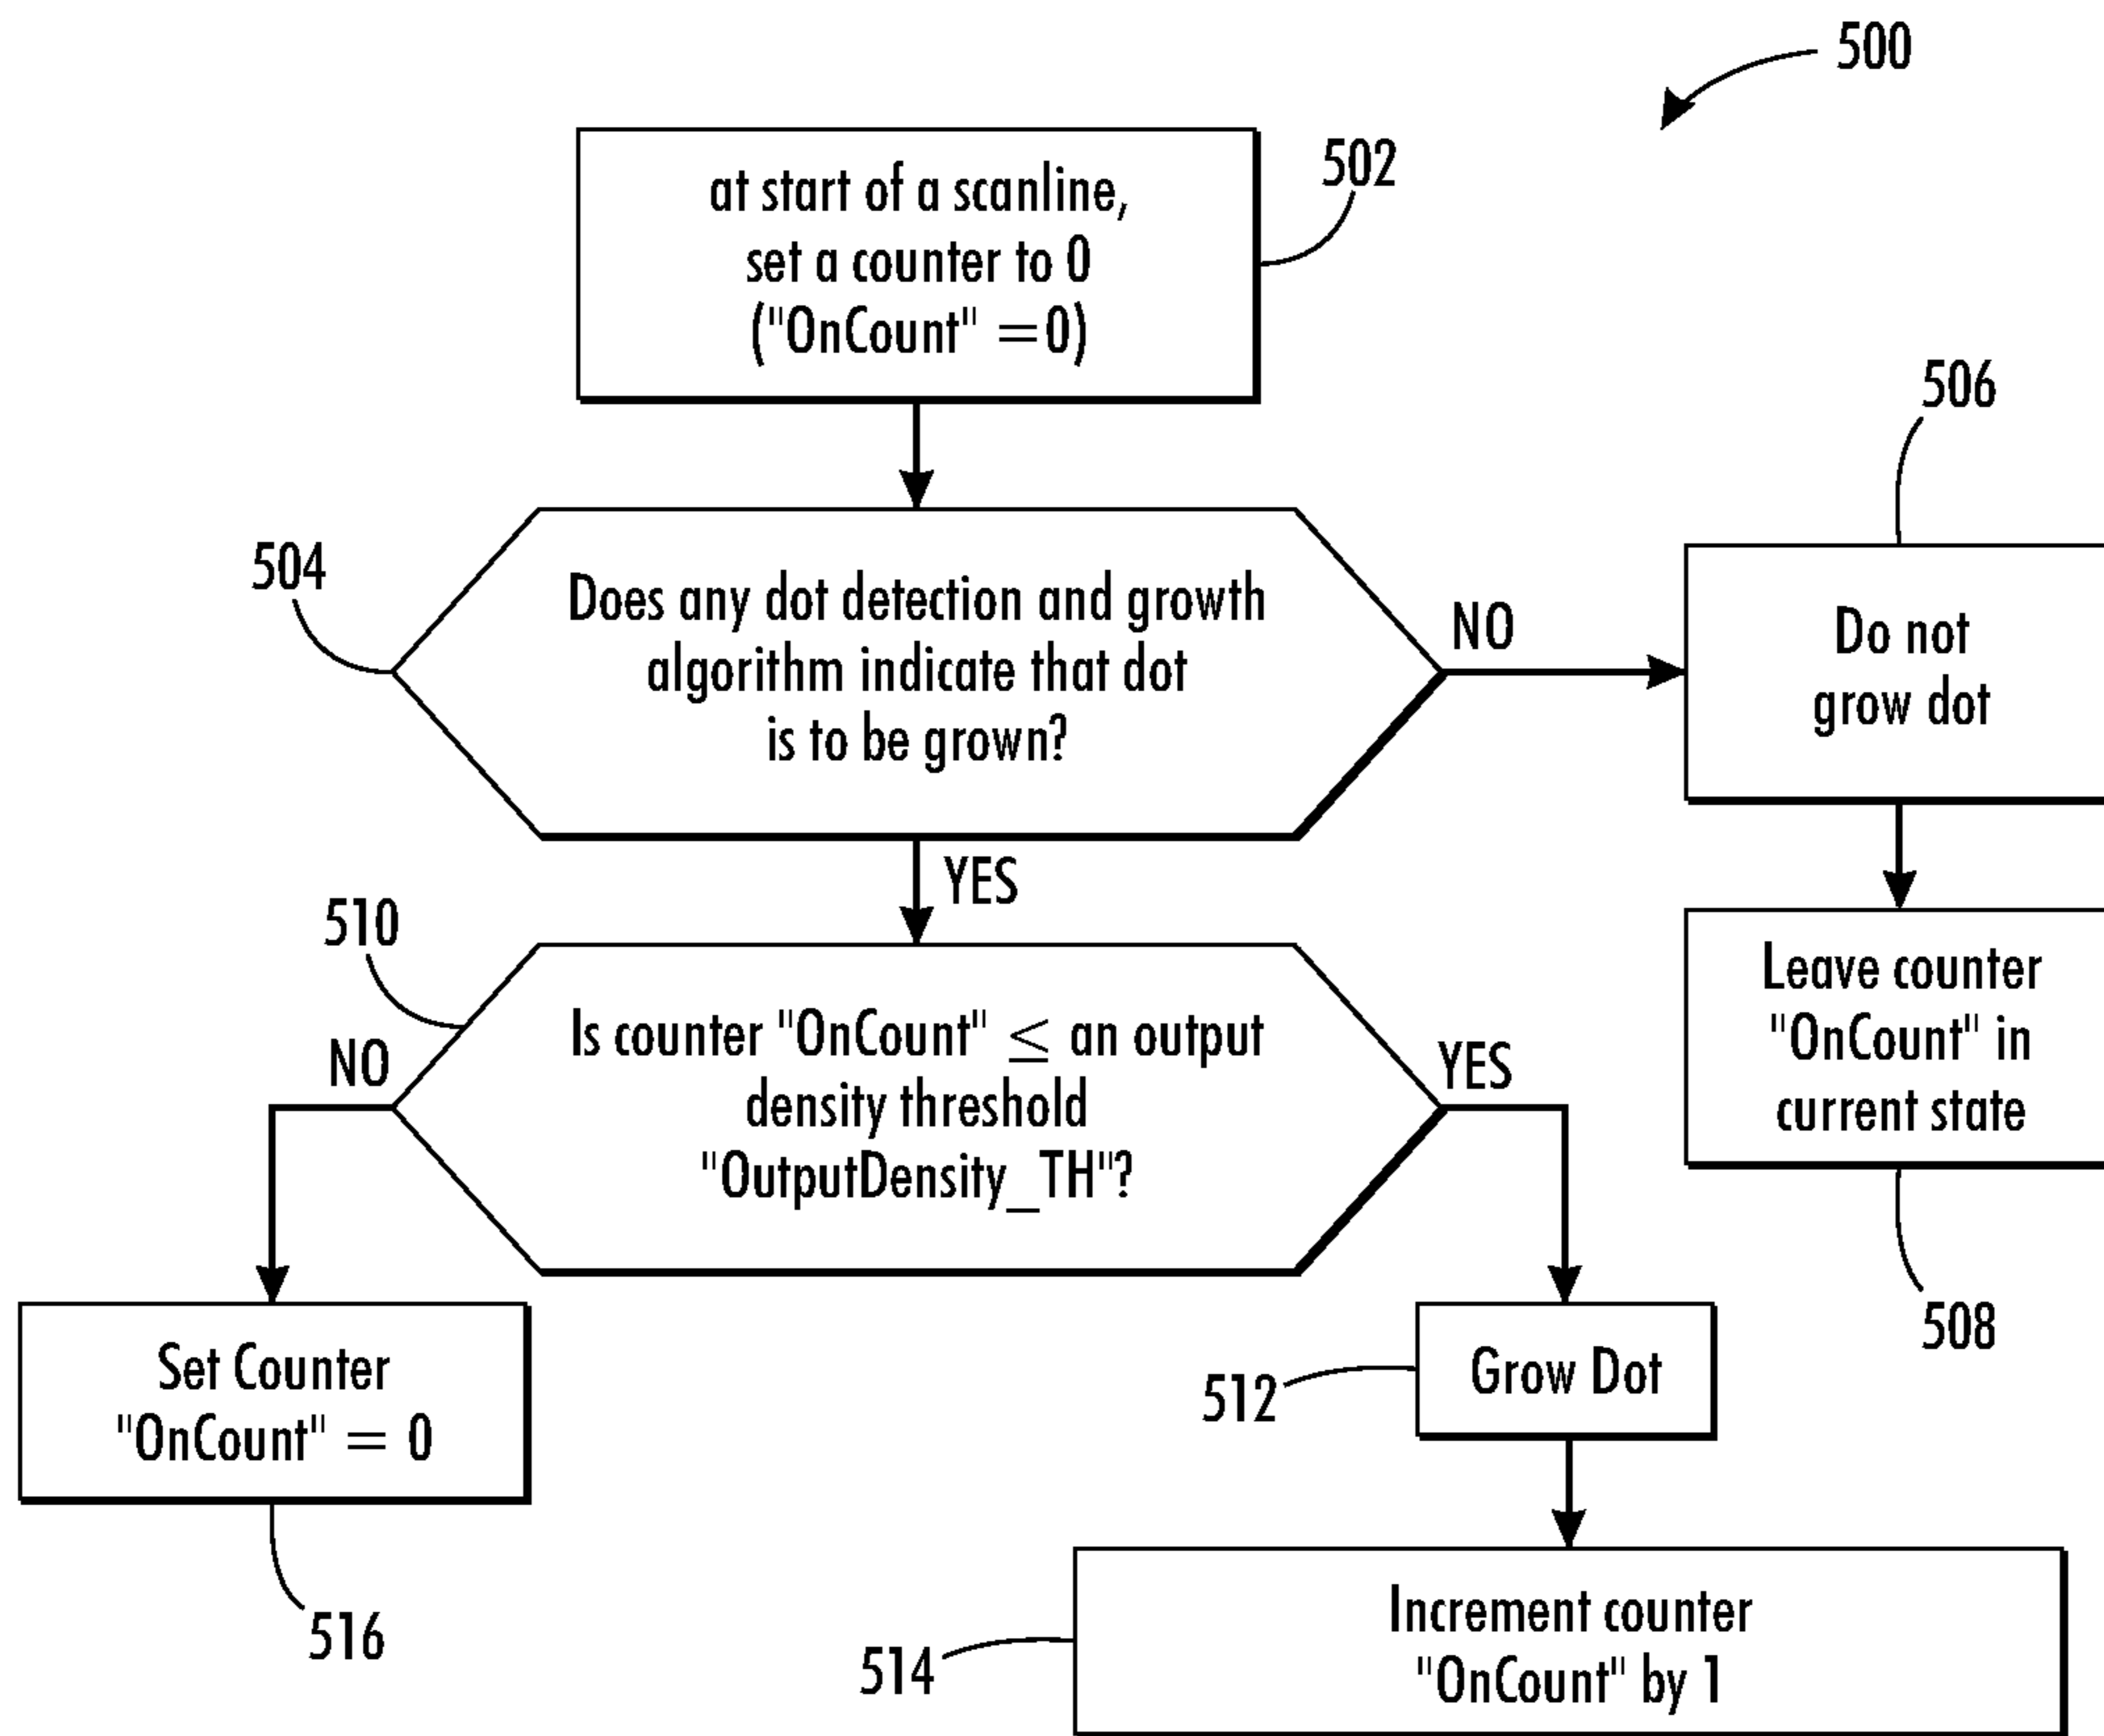 500
at start of a scanline,
set a counter to 0
("OnCount" =0)
502
504
Does any dot detection and growth
algorithm indicate that dot
is to be grown?
NO
506
Do not
grow dot
YES
510
Is counter "OnCount" ≤ an output
density threshold
"OutputDensity_TH"?
NO
YES
Leave counter
"OnCount" in
current state
508
Set Counter
"OnCount" = 0
516
512
Grow Dot
514
Increment counter
"OnCount" by 1